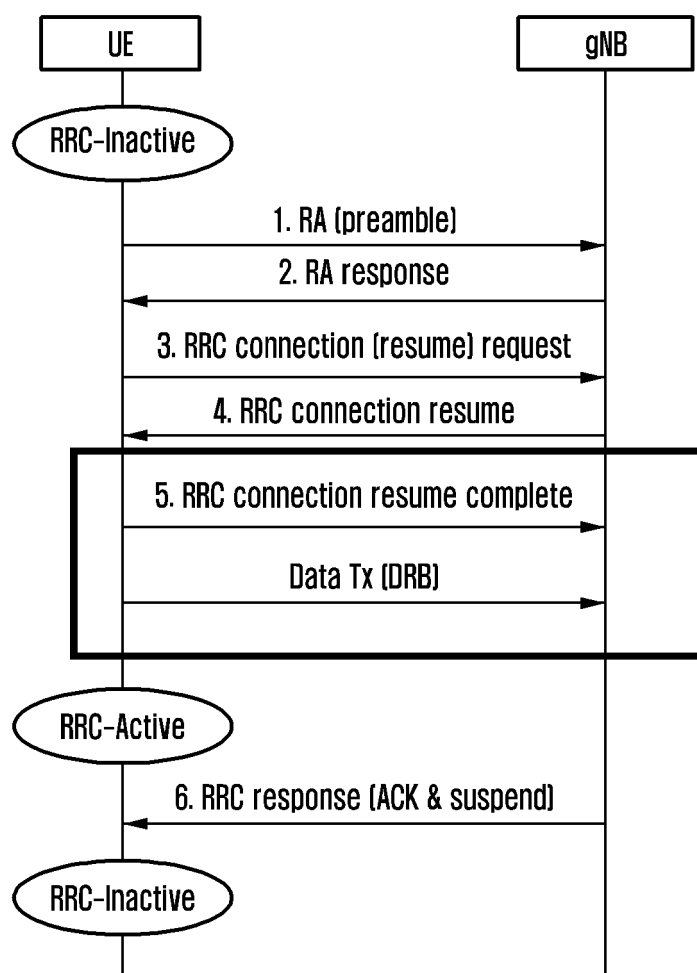 UE
gNB
RRC-Inactive
1. RA (preamble)
2. RA response
3. RRC connection (resume) request
4. RRC connection resume
5. RRC connection resume complete
Data Tx (DRB)
RRC-Active
6. RRC response (ACK & suspend)
RRC-Inactive